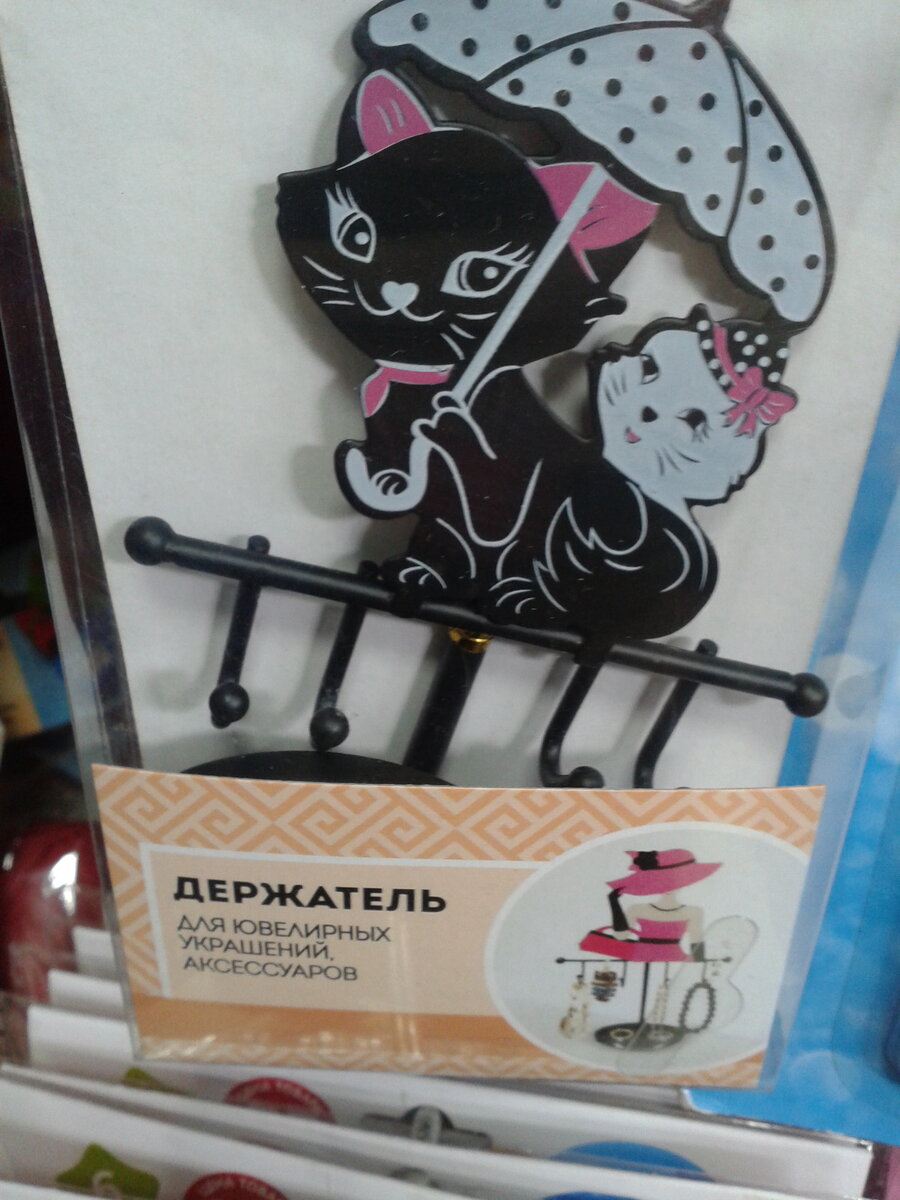 ДЕРЖАТЕЛЬ
ДЛЯ ЮВЕЛИРНЫХ
УКРАШЕНИЙ,
АКСЕССУАРОВ